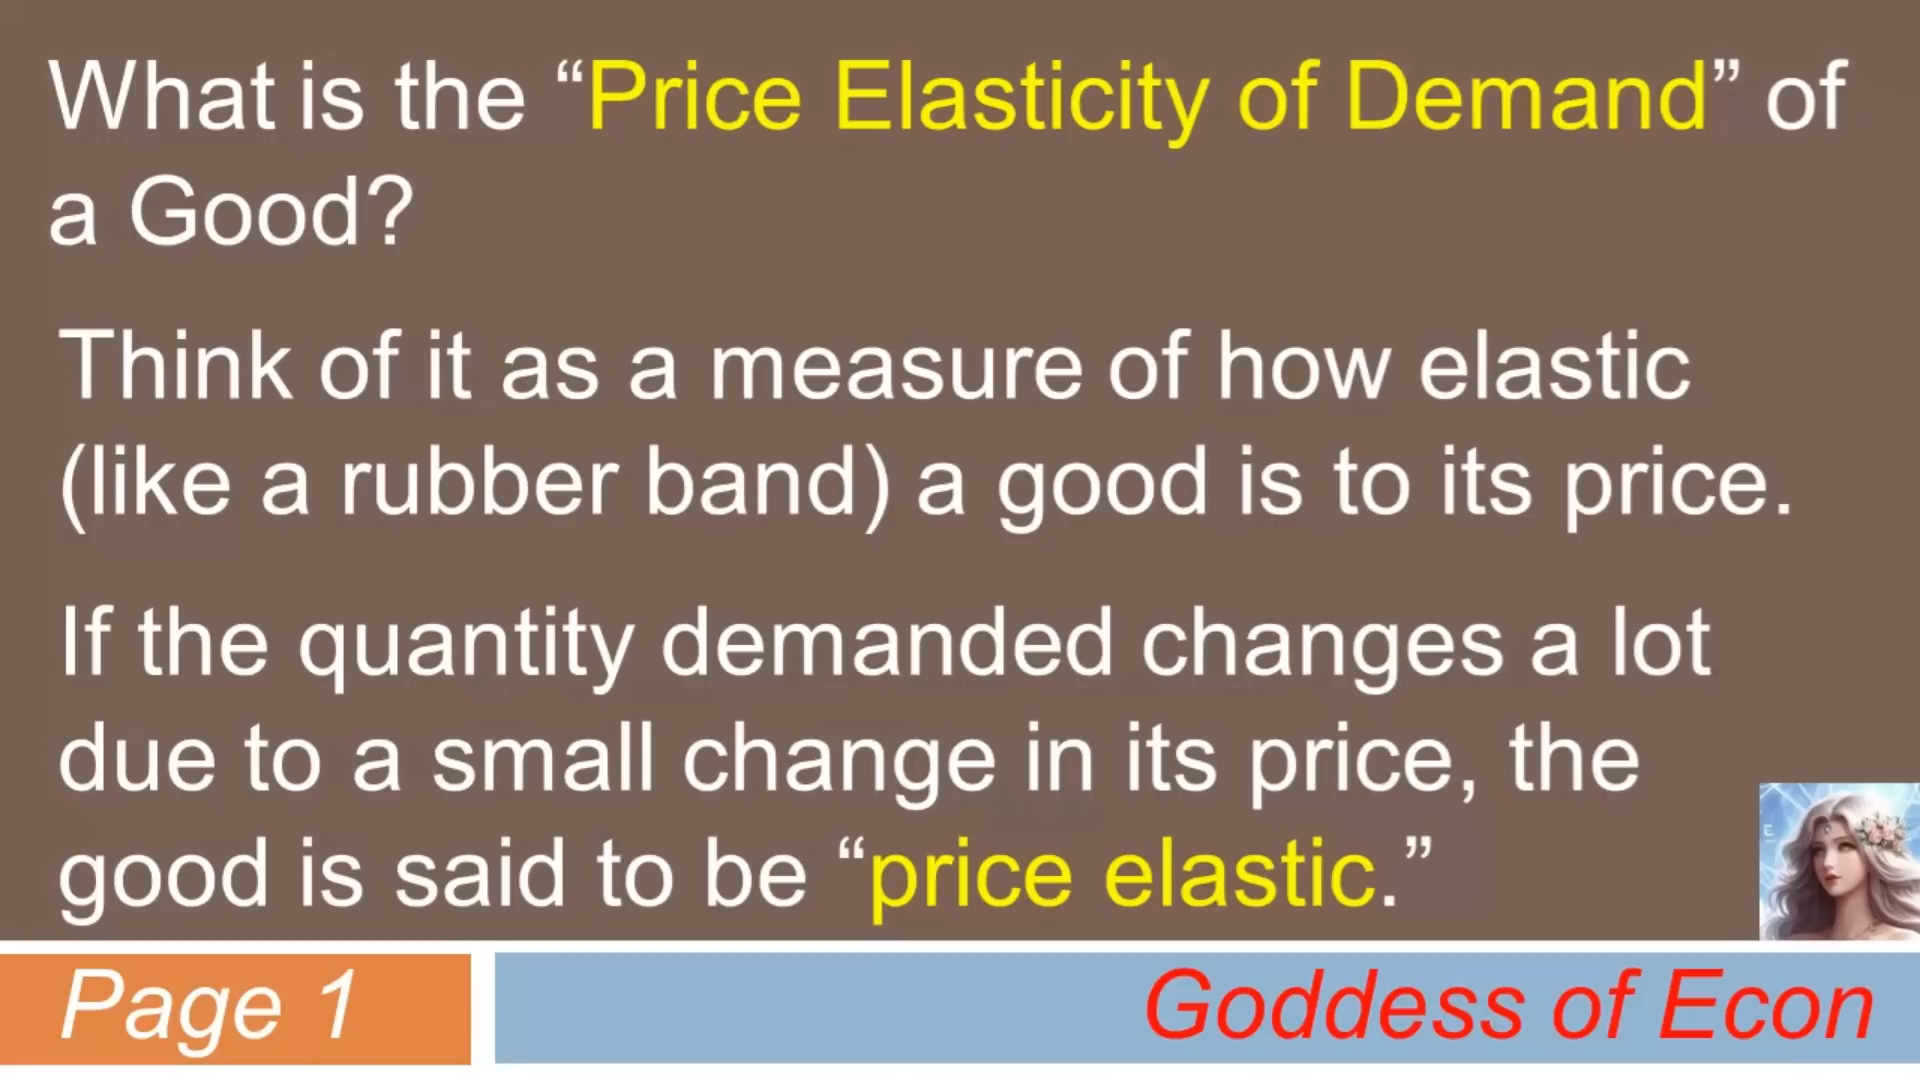 What is the “Price Elasticity of Demand” of
a Good?
Think of it as a measure of how elastic
(like a rubber band) a good is to its price.
If the quantity demanded changes a lot
due to a small change in its price, the
good is said to be “price elastic.”
Page 1
Goddess of Econ